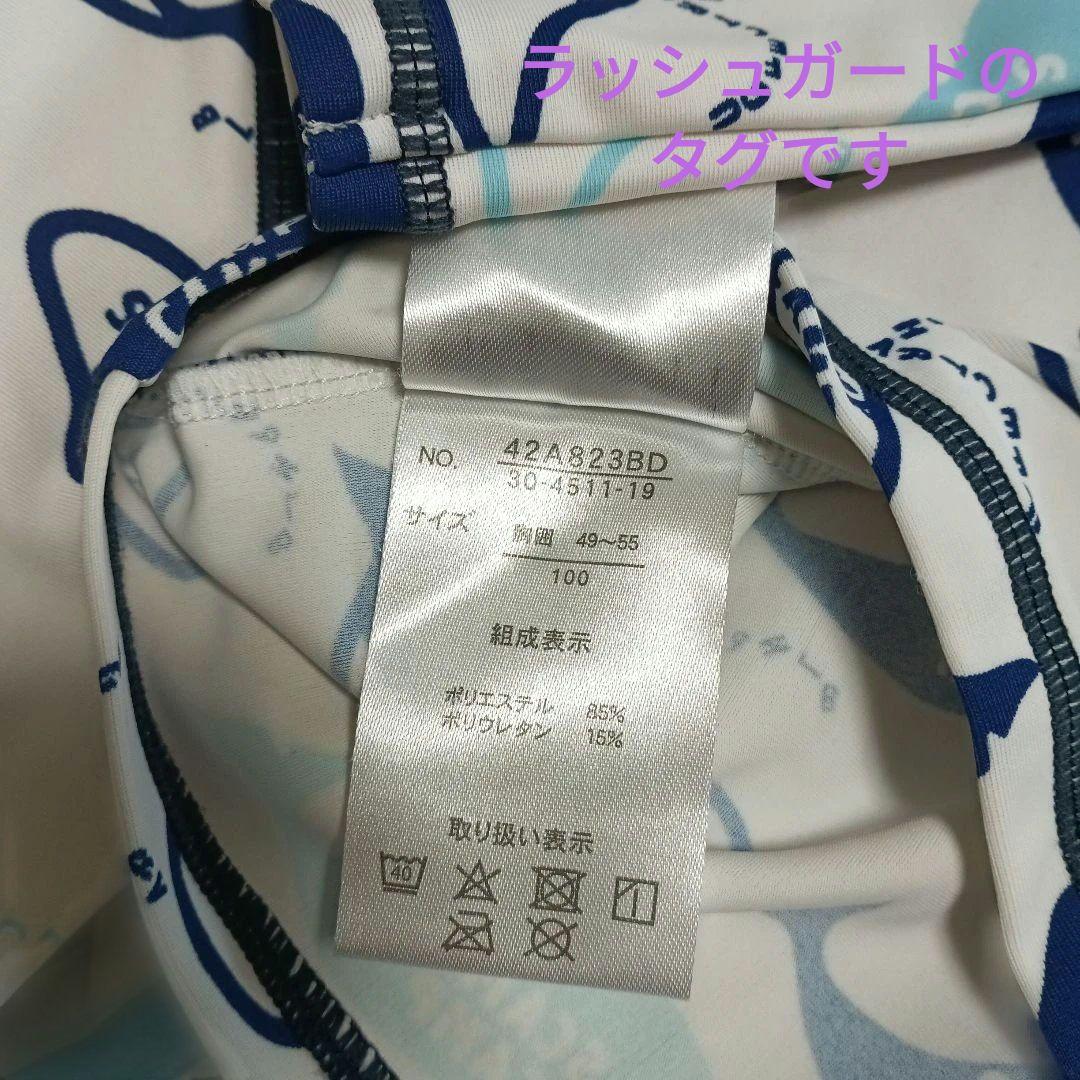 ラッシュガードの
タグです
NO. 42A823BD
30-4511-19
サイズ 胸囲 49～55
100
組成表示
ポリエステル 85%
ポリウレタン 15%
取り扱い表示
40